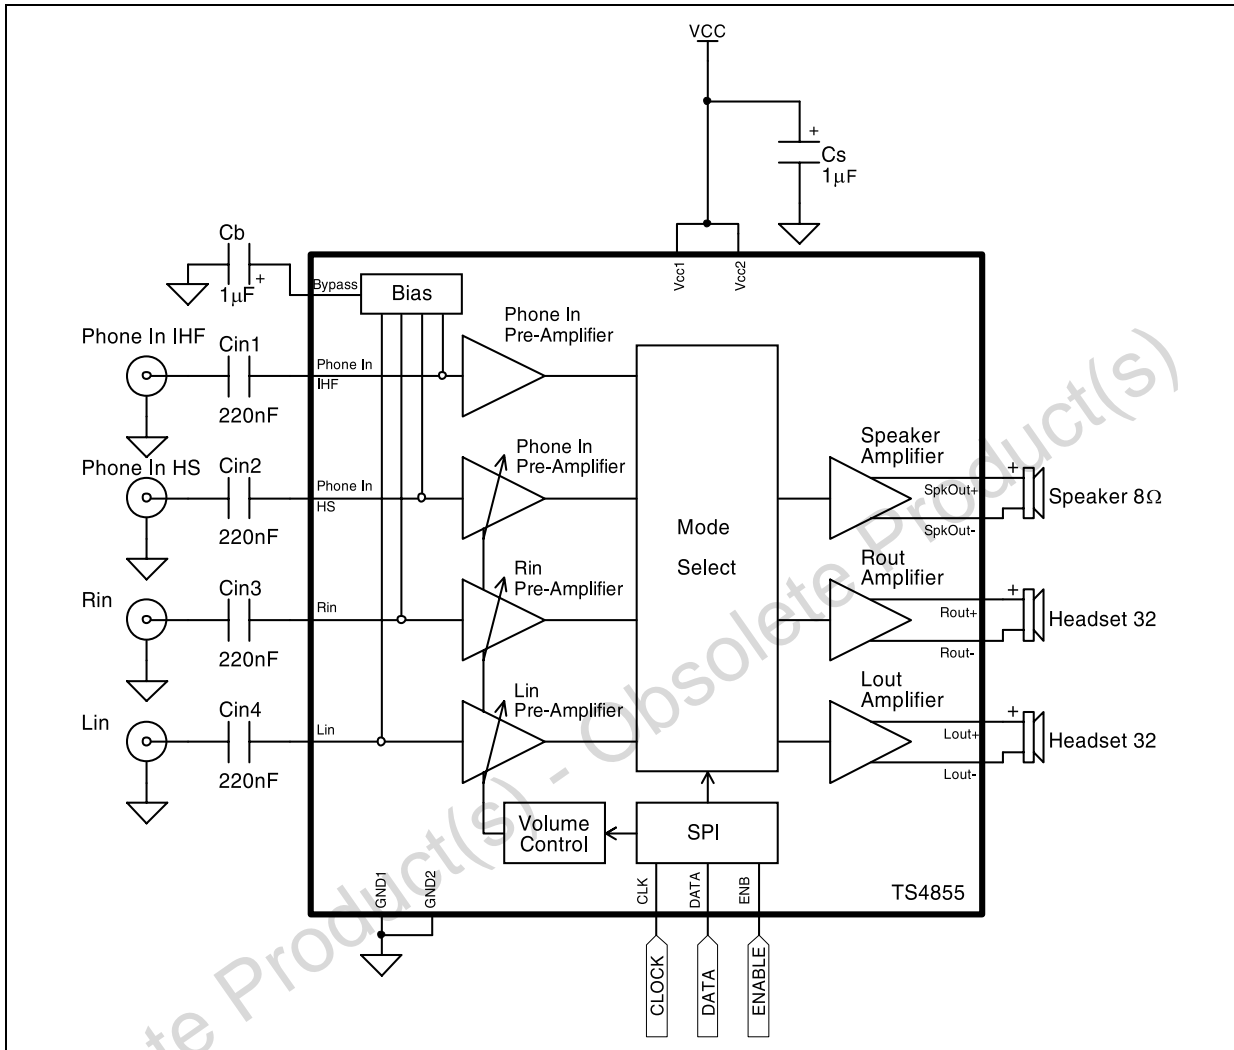 VCC
+
Cs
1µF
Cb
+
1µF
Bypass
Bias
Vcc1
Vcc2
Phone In IHF
Cin1
220nF
Phone In
IHF
Phone In
Pre-Amplifier
Phone In HS
Cin2
220nF
Phone In
HS
Phone In
Pre-Amplifier
Rin
Cin3
220nF
Rin
Rin
Pre-Amplifier
Lin
Cin4
220nF
Lin
Lin
Pre-Amplifier
Mode
Select
Speaker
Amplifier
SpkOut+
SpkOut-
+
Speaker 8Ω
Rout
Amplifier
Rout+
Rout-
+
Headset 32
Lout
Amplifier
Lout+
Lout-
+
Headset 32
Volume
Control
SPI
CLK
DATA
ENB
TS4855
GND1
GND2
CLOCK
DATA
ENABLE
te Product(s) - Obsolete Product(s)